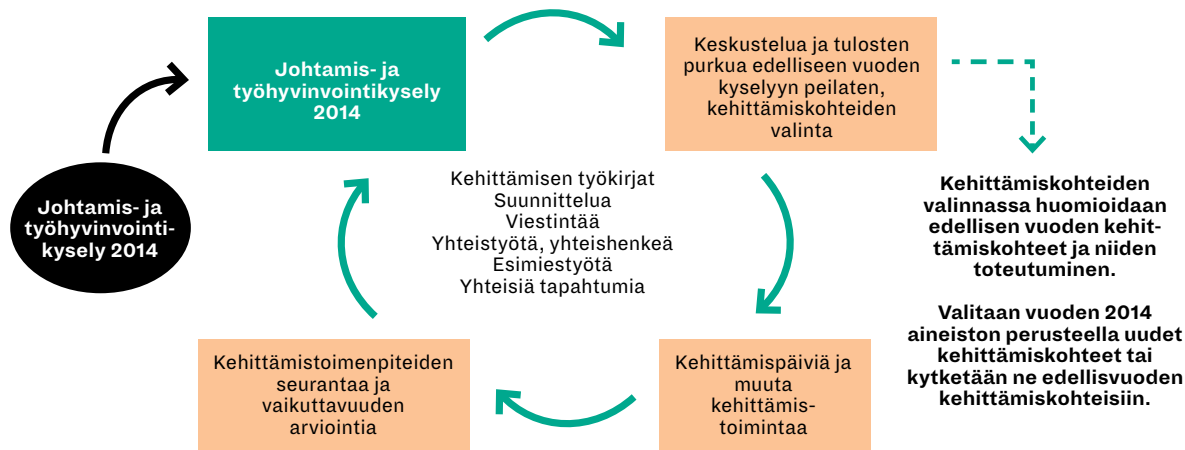 Johtamis- ja
työhyvinvointikysely
2014
Keskustelua ja tulosten
purkua edelliseen vuoden
kyselyyn peilaten,
kehittämiskohteiden
valinta
Johtamis- ja
työhyvinvointi-
kysely 2014
Kehittämisen työkirjat
Suunnittelua
Viestintää
Yhteistyötä, yhteishenkeä
Esimiestyötä
Yhteisiä tapahtumia
Kehittämiskohteiden
valinnassa huomioidaan
edellisen vuoden kehit-
tämiskohteet ja niiden
toteutuminen.
Valitaan vuoden 2014
aineiston perusteella uudet
kehittämiskohteet tai
kytketään ne edellisvuoden
kehittämiskohteisiin.
Kehittämistoimenpiteiden
seurantaa ja
vaikuttavuuden
arviointia
Kehittämispäiviä ja
muuta
kehittämis-
toimintaa